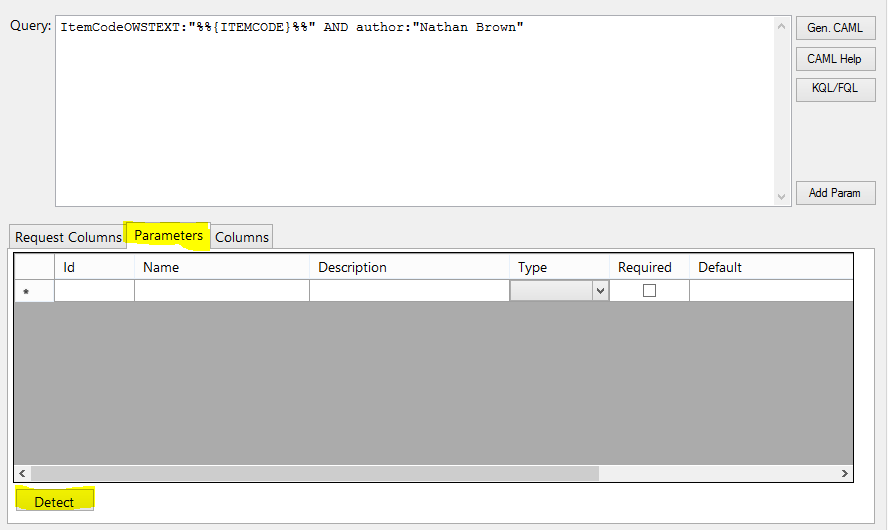 Query: ItemCodeOWSTEXT:"%%{ITEMCODE}%%" AND author:"Nathan Brown"
Gen. CAML
CAML Help
KQL/FQL
Add Param
Request Columns Parameters Columns
Id Name Description Type Required Default
*
Detect